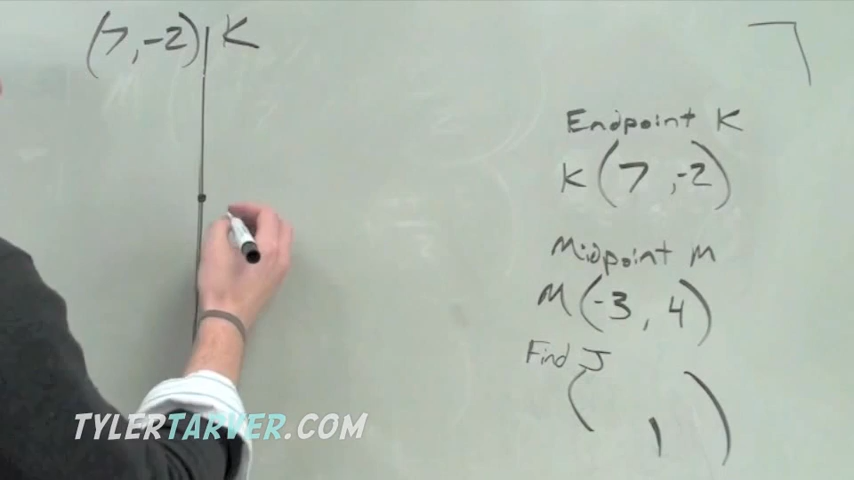 (7, -2) K
Endpoint K
K (7, -2)
Midpoint M
M (-3, 4)
Find J
( , )
TYLERTARVER.COM